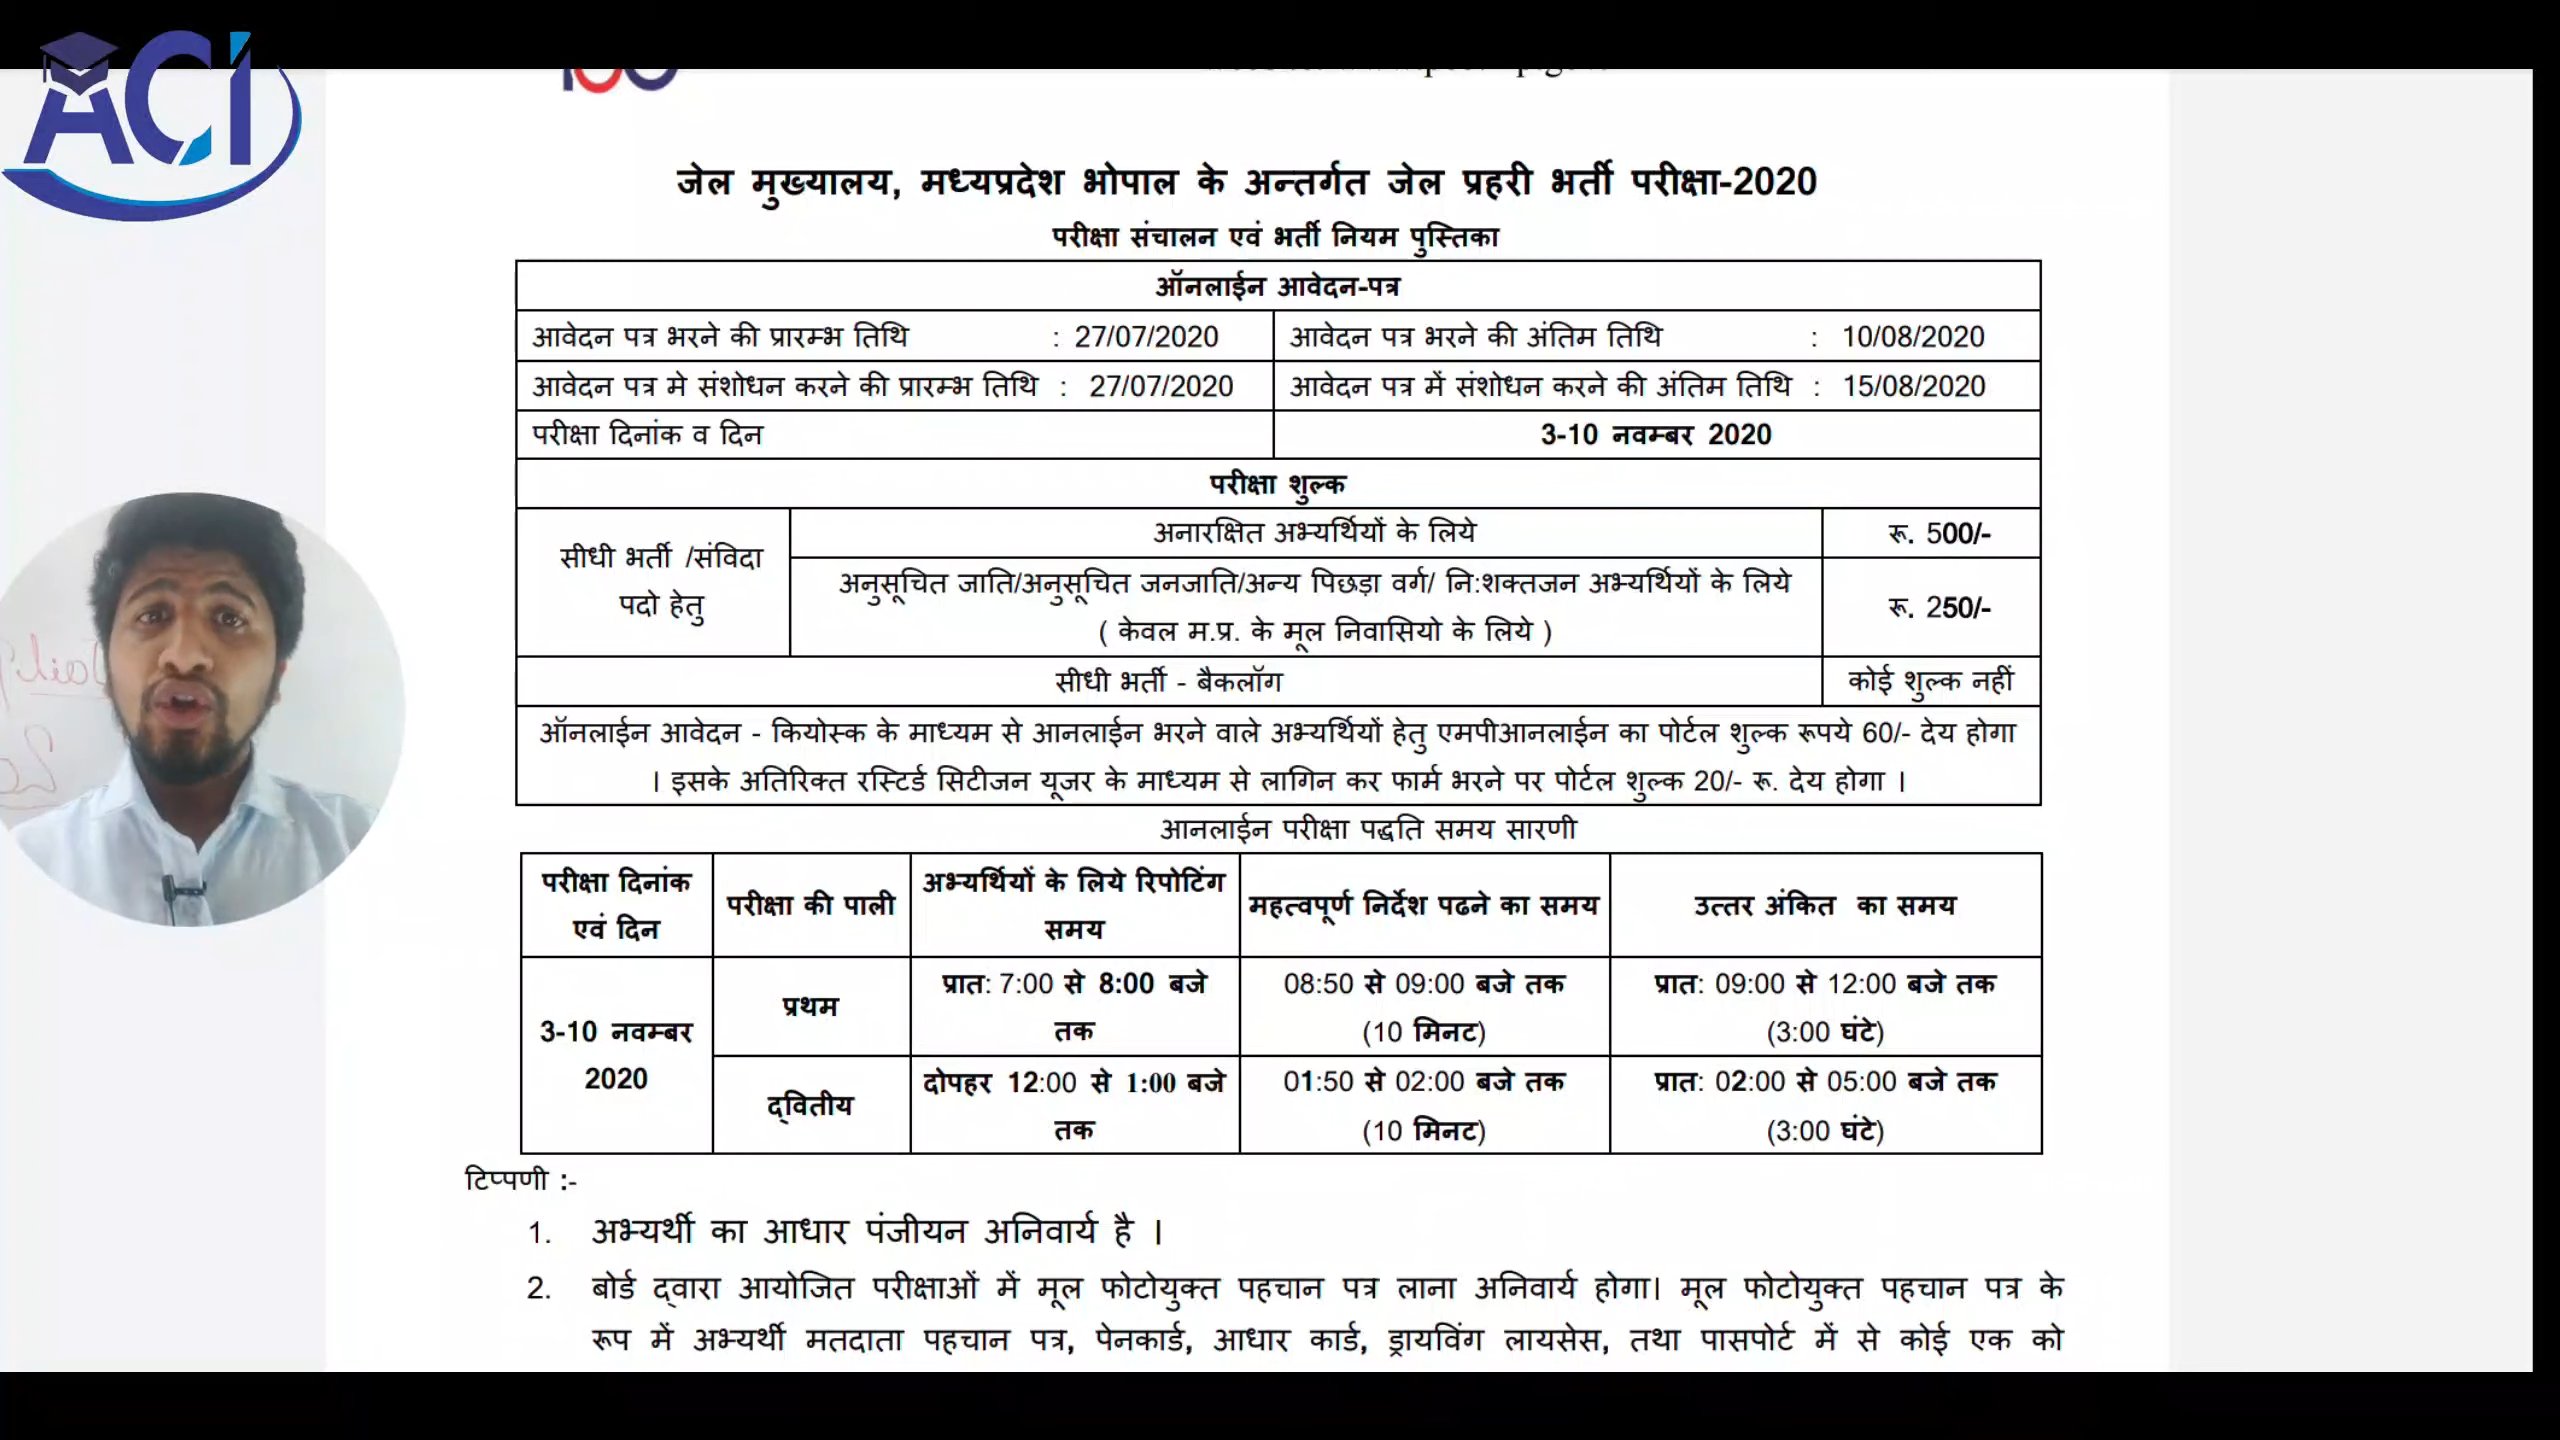 ACI
जेल मुख्यालय, मध्यप्रदेश भोपाल के अन्तर्गत जेल प्रहरी भर्ती परीक्षा-2020
परीक्षा संचालन एवं भर्ती नियम पुस्तिका
ऑनलाईन आवेदन-पत्र
आवेदन पत्र भरने की प्रारम्भ तिथि : 27/07/2020 आवेदन पत्र भरने की अंतिम तिथि : 10/08/2020
आवेदन पत्र मे संशोधन करने की प्रारम्भ तिथि : 27/07/2020 आवेदन पत्र में संशोधन करने की अंतिम तिथि : 15/08/2020
परीक्षा दिनांक व दिन 3-10 नवम्बर 2020
परीक्षा शुल्क
सीधी भर्ती /संविदा
पदो हेतु
अनारक्षित अभ्यर्थियों के लिये रू. 500/-
अनुसूचित जाति/अनुसूचित जनजाति/अन्य पिछड़ा वर्ग/ नि:शक्तजन अभ्यर्थियों के लिये
( केवल म.प्र. के मूल निवासियो के लिये )
रू. 250/-
सीधी भर्ती - बैकलॉग कोई शुल्क नहीं
ऑनलाईन आवेदन - कियोस्क के माध्यम से आनलाईन भरने वाले अभ्यर्थियों हेतु एमपीआनलाईन का पोर्टल शुल्क रूपये 60/- देय होगा
। इसके अतिरिक्त रस्टिर्ड सिटीजन यूजर के माध्यम से लागिन कर फार्म भरने पर पोर्टल शुल्क 20/- रू. देय होगा ।
आनलाईन परीक्षा पद्धति समय सारणी
परीक्षा दिनांक
एवं दिन
परीक्षा की पाली
अभ्यर्थियों के लिये रिपोटिंग
समय
महत्वपूर्ण निर्देश पढने का समय
उत्तर अंकित का समय
3-10 नवम्बर
2020
प्रथम
प्रात: 7:00 से 8:00 बजे
तक
08:50 से 09:00 बजे तक
(10 मिनट)
प्रात: 09:00 से 12:00 बजे तक
(3:00 घंटे)
द्वितीय
दोपहर 12:00 से 1:00 बजे
तक
01:50 से 02:00 बजे तक
(10 मिनट)
प्रात: 02:00 से 05:00 बजे तक
(3:00 घंटे)
टिप्पणी :-
1. अभ्यर्थी का आधार पंजीयन अनिवार्य है ।
2. बोर्ड द्वारा आयोजित परीक्षाओं में मूल फोटोयुक्त पहचान पत्र लाना अनिवार्य होगा। मूल फोटोयुक्त पहचान पत्र के
रूप में अभ्यर्थी मतदाता पहचान पत्र, पेनकार्ड, आधार कार्ड, ड्रायविंग लायसेस, तथा पासपोर्ट में से कोई एक को